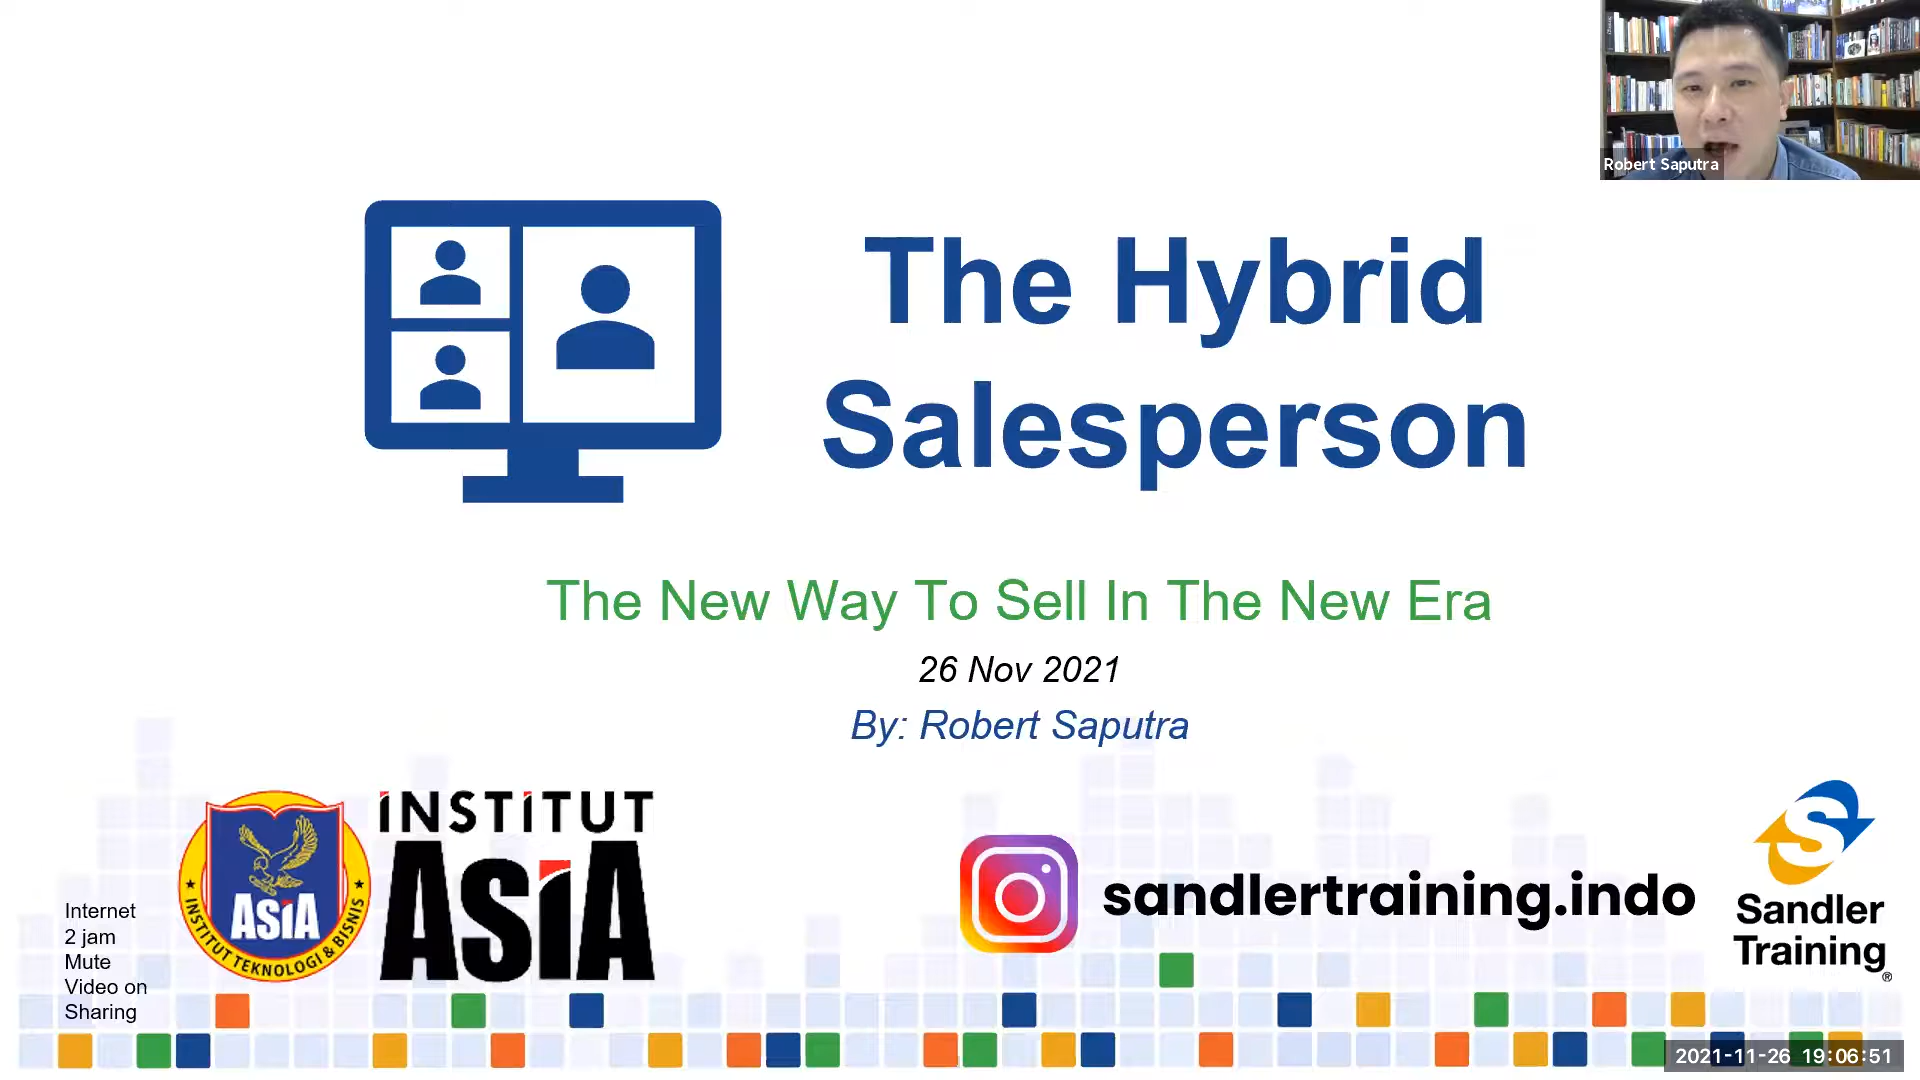 Robert Saputra
The Hybrid
Salesperson
The New Way To Sell In The New Era
26 Nov 2021
By: Robert Saputra
INSTITUT
ASiA
ASiA
INSTITUT TEKNOLOGI & BISNIS
sandlertraining.indo
S
Sandler
Training®
Internet
2 jam
Mute
Video on
Sharing
2021-11-26 19:06:51